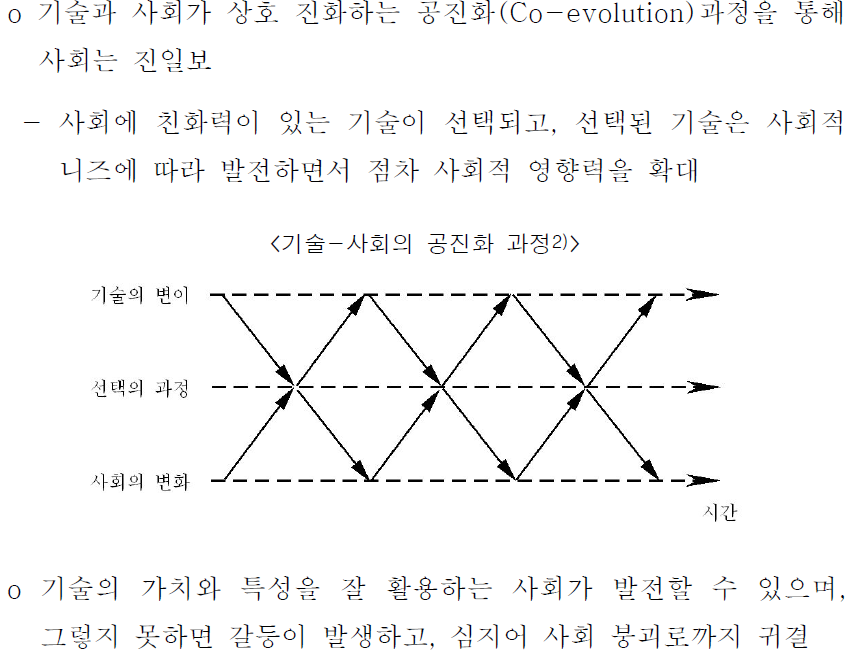 o 기술과 사회가 상호 진화하는 공진화(Co-evolution)과정을 통해
사회는 진일보
- 사회에 친화력이 있는 기술이 선택되고, 선택된 기술은 사회적
니즈에 따라 발전하면서 점차 사회적 영향력을 확대
<기술-사회의 공진화 과정2)>
기술의 변이
선택의 과정
사회의 변화
시간
o 기술의 가치와 특성을 잘 활용하는 사회가 발전할 수 있으며,
그렇지 못하면 갈등이 발생하고, 심지어 사회 붕괴로까지 귀결